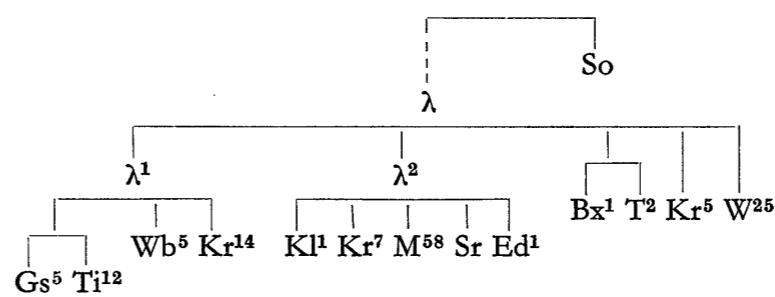 So
λ
λ¹ λ²
Bx¹ T² Kr⁵ W²⁵
Wb⁵ Kr¹⁴ Kl¹ Kr⁷ M⁵⁸ Sr Ed¹
Gs⁵ Ti¹²